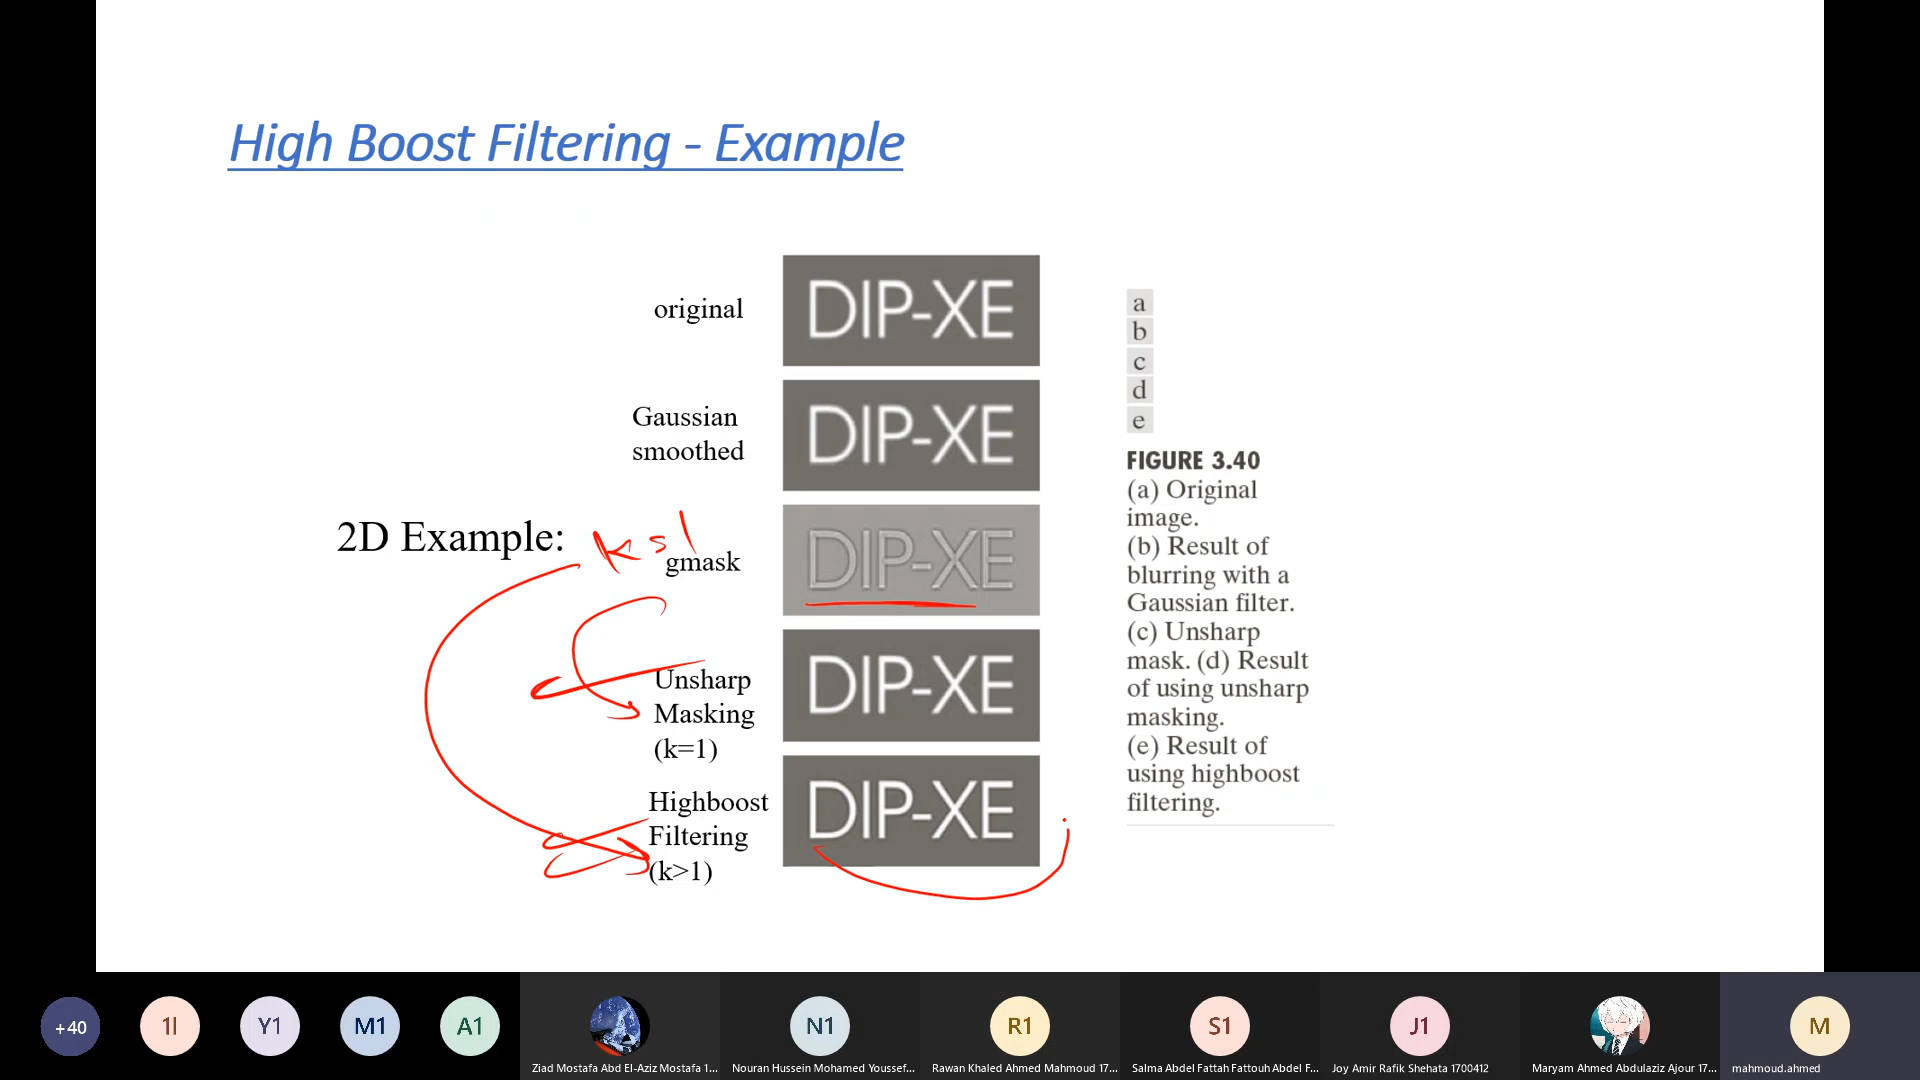 High Boost Filtering - Example
original
DIP-XE
Gaussian
smoothed
DIP-XE
2D Example:
k=1
gmask
DIP-XE
Unsharp
Masking
(k=1)
DIP-XE
Highboost
Filtering
(k>1)
DIP-XE
a
b
c
d
e
FIGURE 3.40
(a) Original
image.
(b) Result of
blurring with a
Gaussian filter.
(c) Unsharp
mask. (d) Result
of using unsharp
masking.
(e) Result of
using highboost
filtering.
+40
1l
Y1
M1
A1
Ziad Mostafa Abd El-Aziz Mostafa 1...
N1
Nouran Hussein Mohamed Youssef...
R1
Rawan Khaled Ahmed Mahmoud 17...
S1
Salma Abdel Fattah Fattouh Abdel F...
J1
Joy Amir Rafik Shehata 1700412
Maryam Ahmed Abdulaziz Ajour 17...
M
mahmoud.ahmed